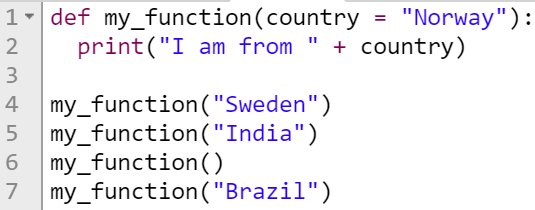 1 def my_function(country = "Norway"):
2   print("I am from " + country)
3
4 my_function("Sweden")
5 my_function("India")
6 my_function()
7 my_function("Brazil")